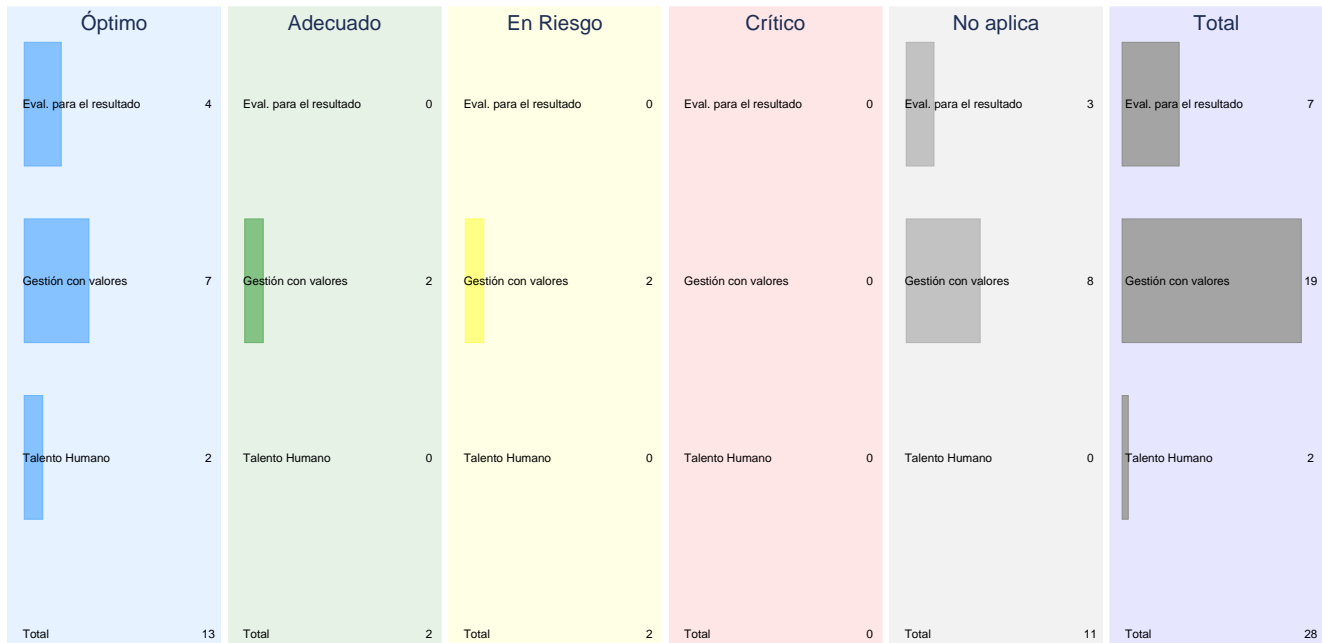 Óptimo Adecuado En Riesgo Crítico No aplica Total
Eval. para el resultado 4 Eval. para el resultado 0 Eval. para el resultado 0 Eval. para el resultado 0 Eval. para el resultado 3 Eval. para el resultado 7
Gestión con valores 7 Gestión con valores 2 Gestión con valores 2 Gestión con valores 0 Gestión con valores 8 Gestión con valores 19
Talento Humano 2 Talento Humano 0 Talento Humano 0 Talento Humano 0 Talento Humano 0 Talento Humano 2
Total 13 Total 2 Total 2 Total 0 Total 11 Total 28